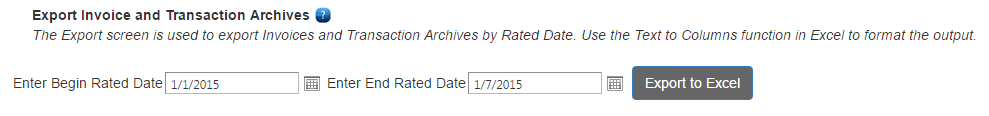 Export Invoice and Transaction Archives ?
The Export screen is used to export Invoices and Transaction Archives by Rated Date. Use the Text to Columns function in Excel to format the output.
Enter Begin Rated Date 1/1/2015 Enter End Rated Date 1/7/2015 Export to Excel